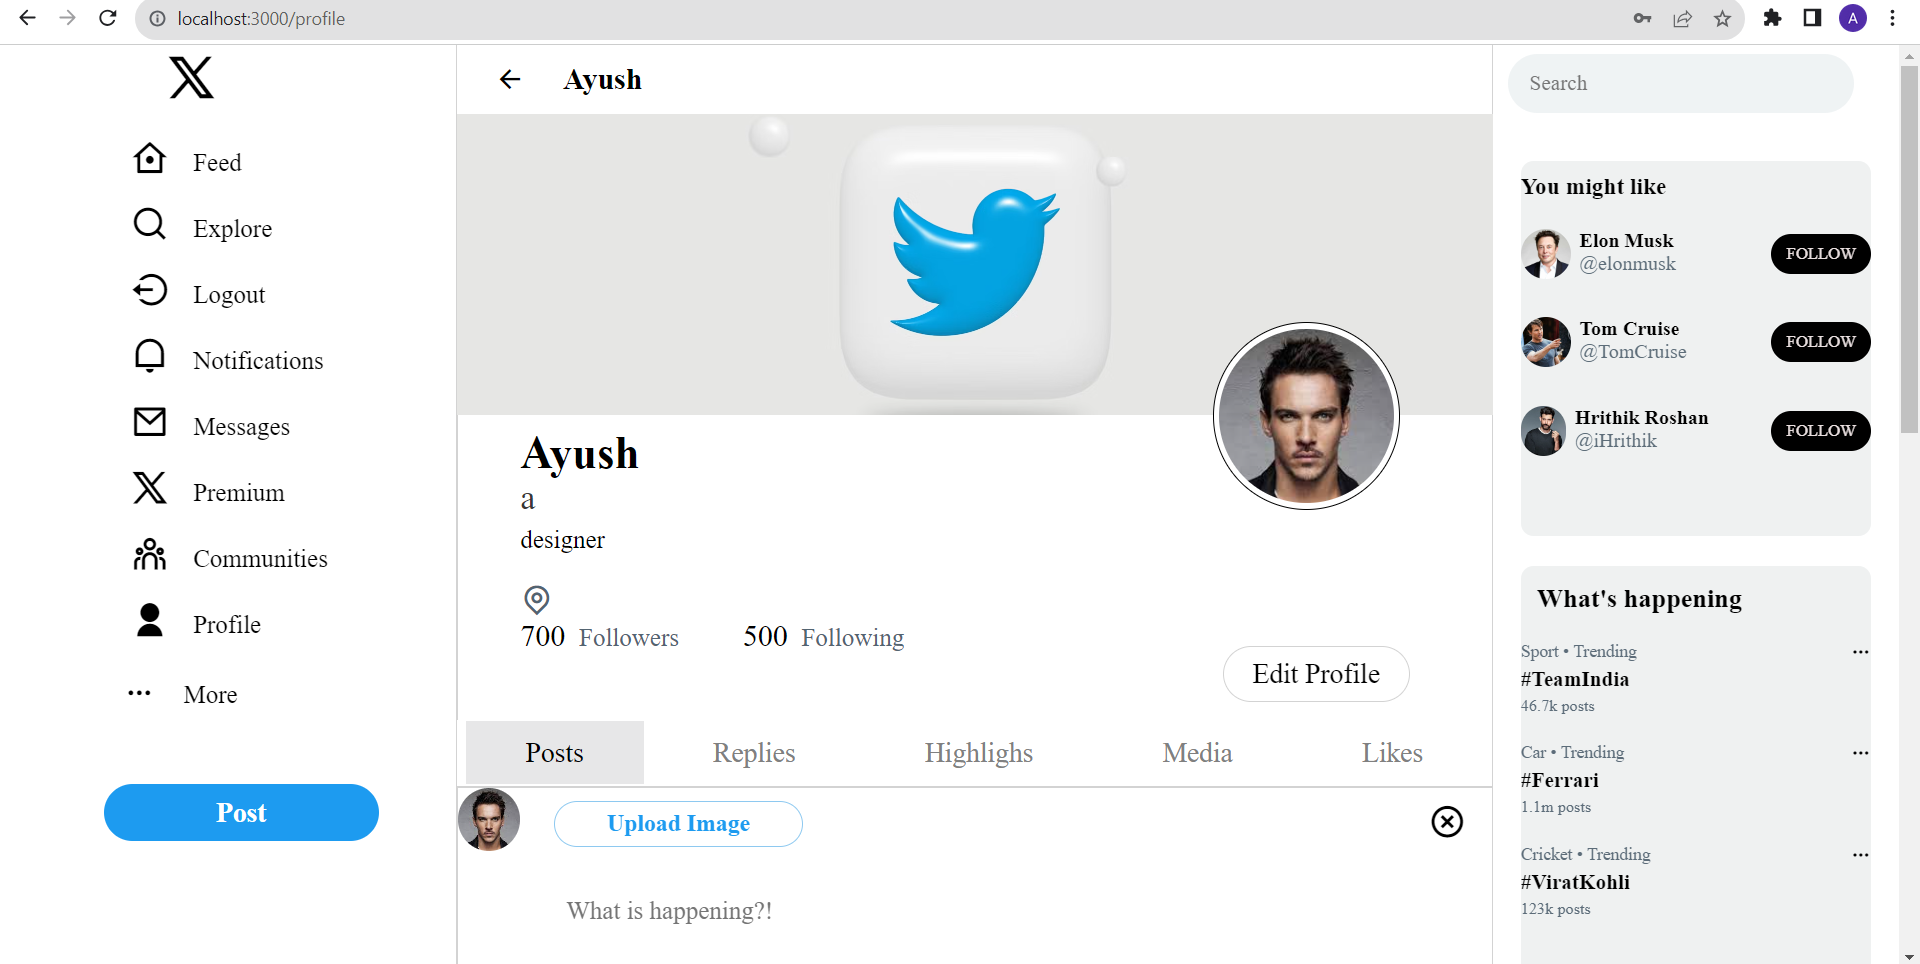 localhost:3000/profile
A
Feed
Explore
Logout
Notifications
Messages
Premium
Communities
Profile
More
Post
Ayush
Ayush
a
designer
700 Followers 500 Following
Edit Profile
Posts Replies Highlighs Media Likes
Upload Image
What is happening?!
Search
You might like
Elon Musk
@elonmusk
FOLLOW
Tom Cruise
@TomCruise
FOLLOW
Hrithik Roshan
@iHrithik
FOLLOW
What's happening
Sport • Trending
#TeamIndia
46.7k posts
Car • Trending
#Ferrari
1.1m posts
Cricket • Trending
#ViratKohli
123k posts